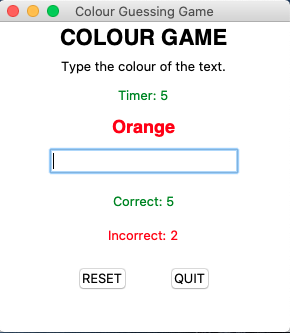 Colour Guessing Game
COLOUR GAME
Type the colour of the text.
Timer: 5
Orange
Correct: 5
Incorrect: 2
RESET QUIT